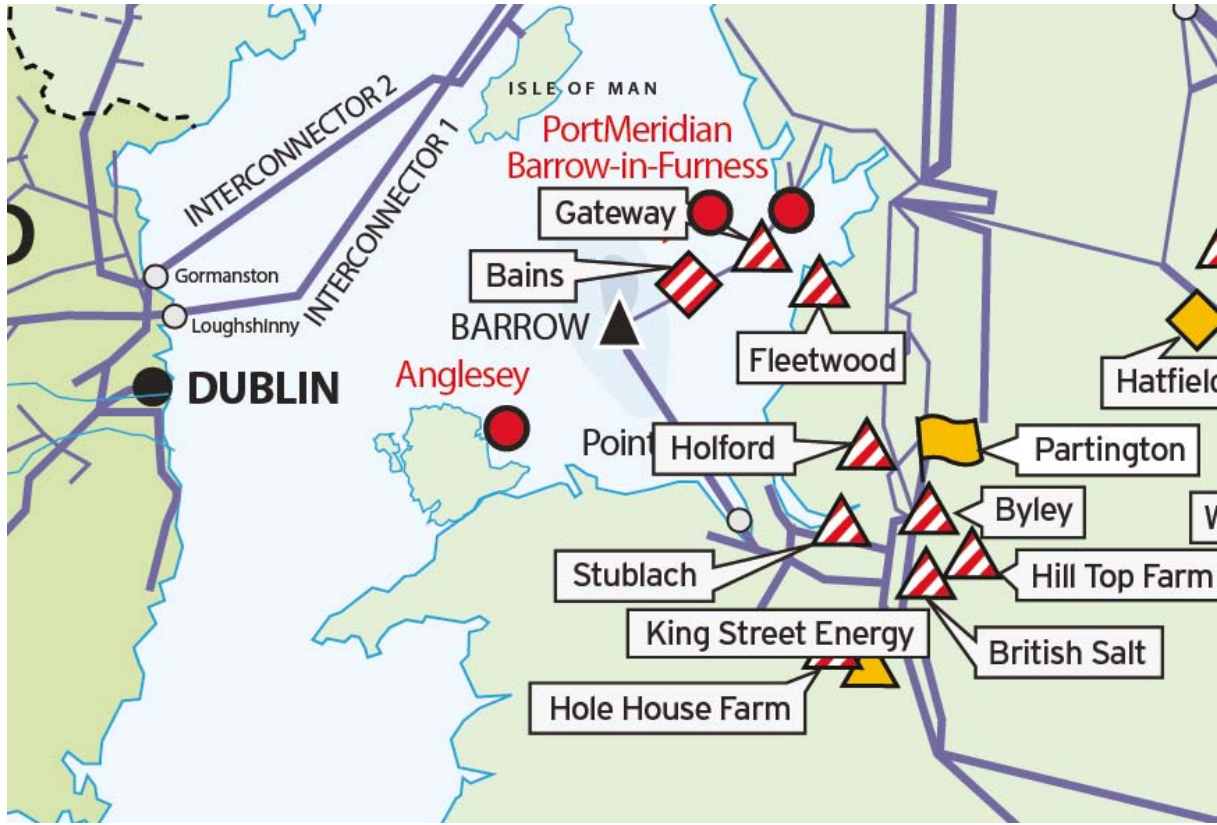 ISLE OF MAN
INTERCONNECTOR 2
INTERCONNECTOR 1
PortMeridian
Barrow-in-Furness
Gateway
Bains
Gormanston
Loughshinny
BARROW
Fleetwood
Hatfield
Anglesey
DUBLIN
Point
Holford
Partington
Byley
W
Stublach
Hill Top Farm
King Street Energy
British Salt
Hole House Farm